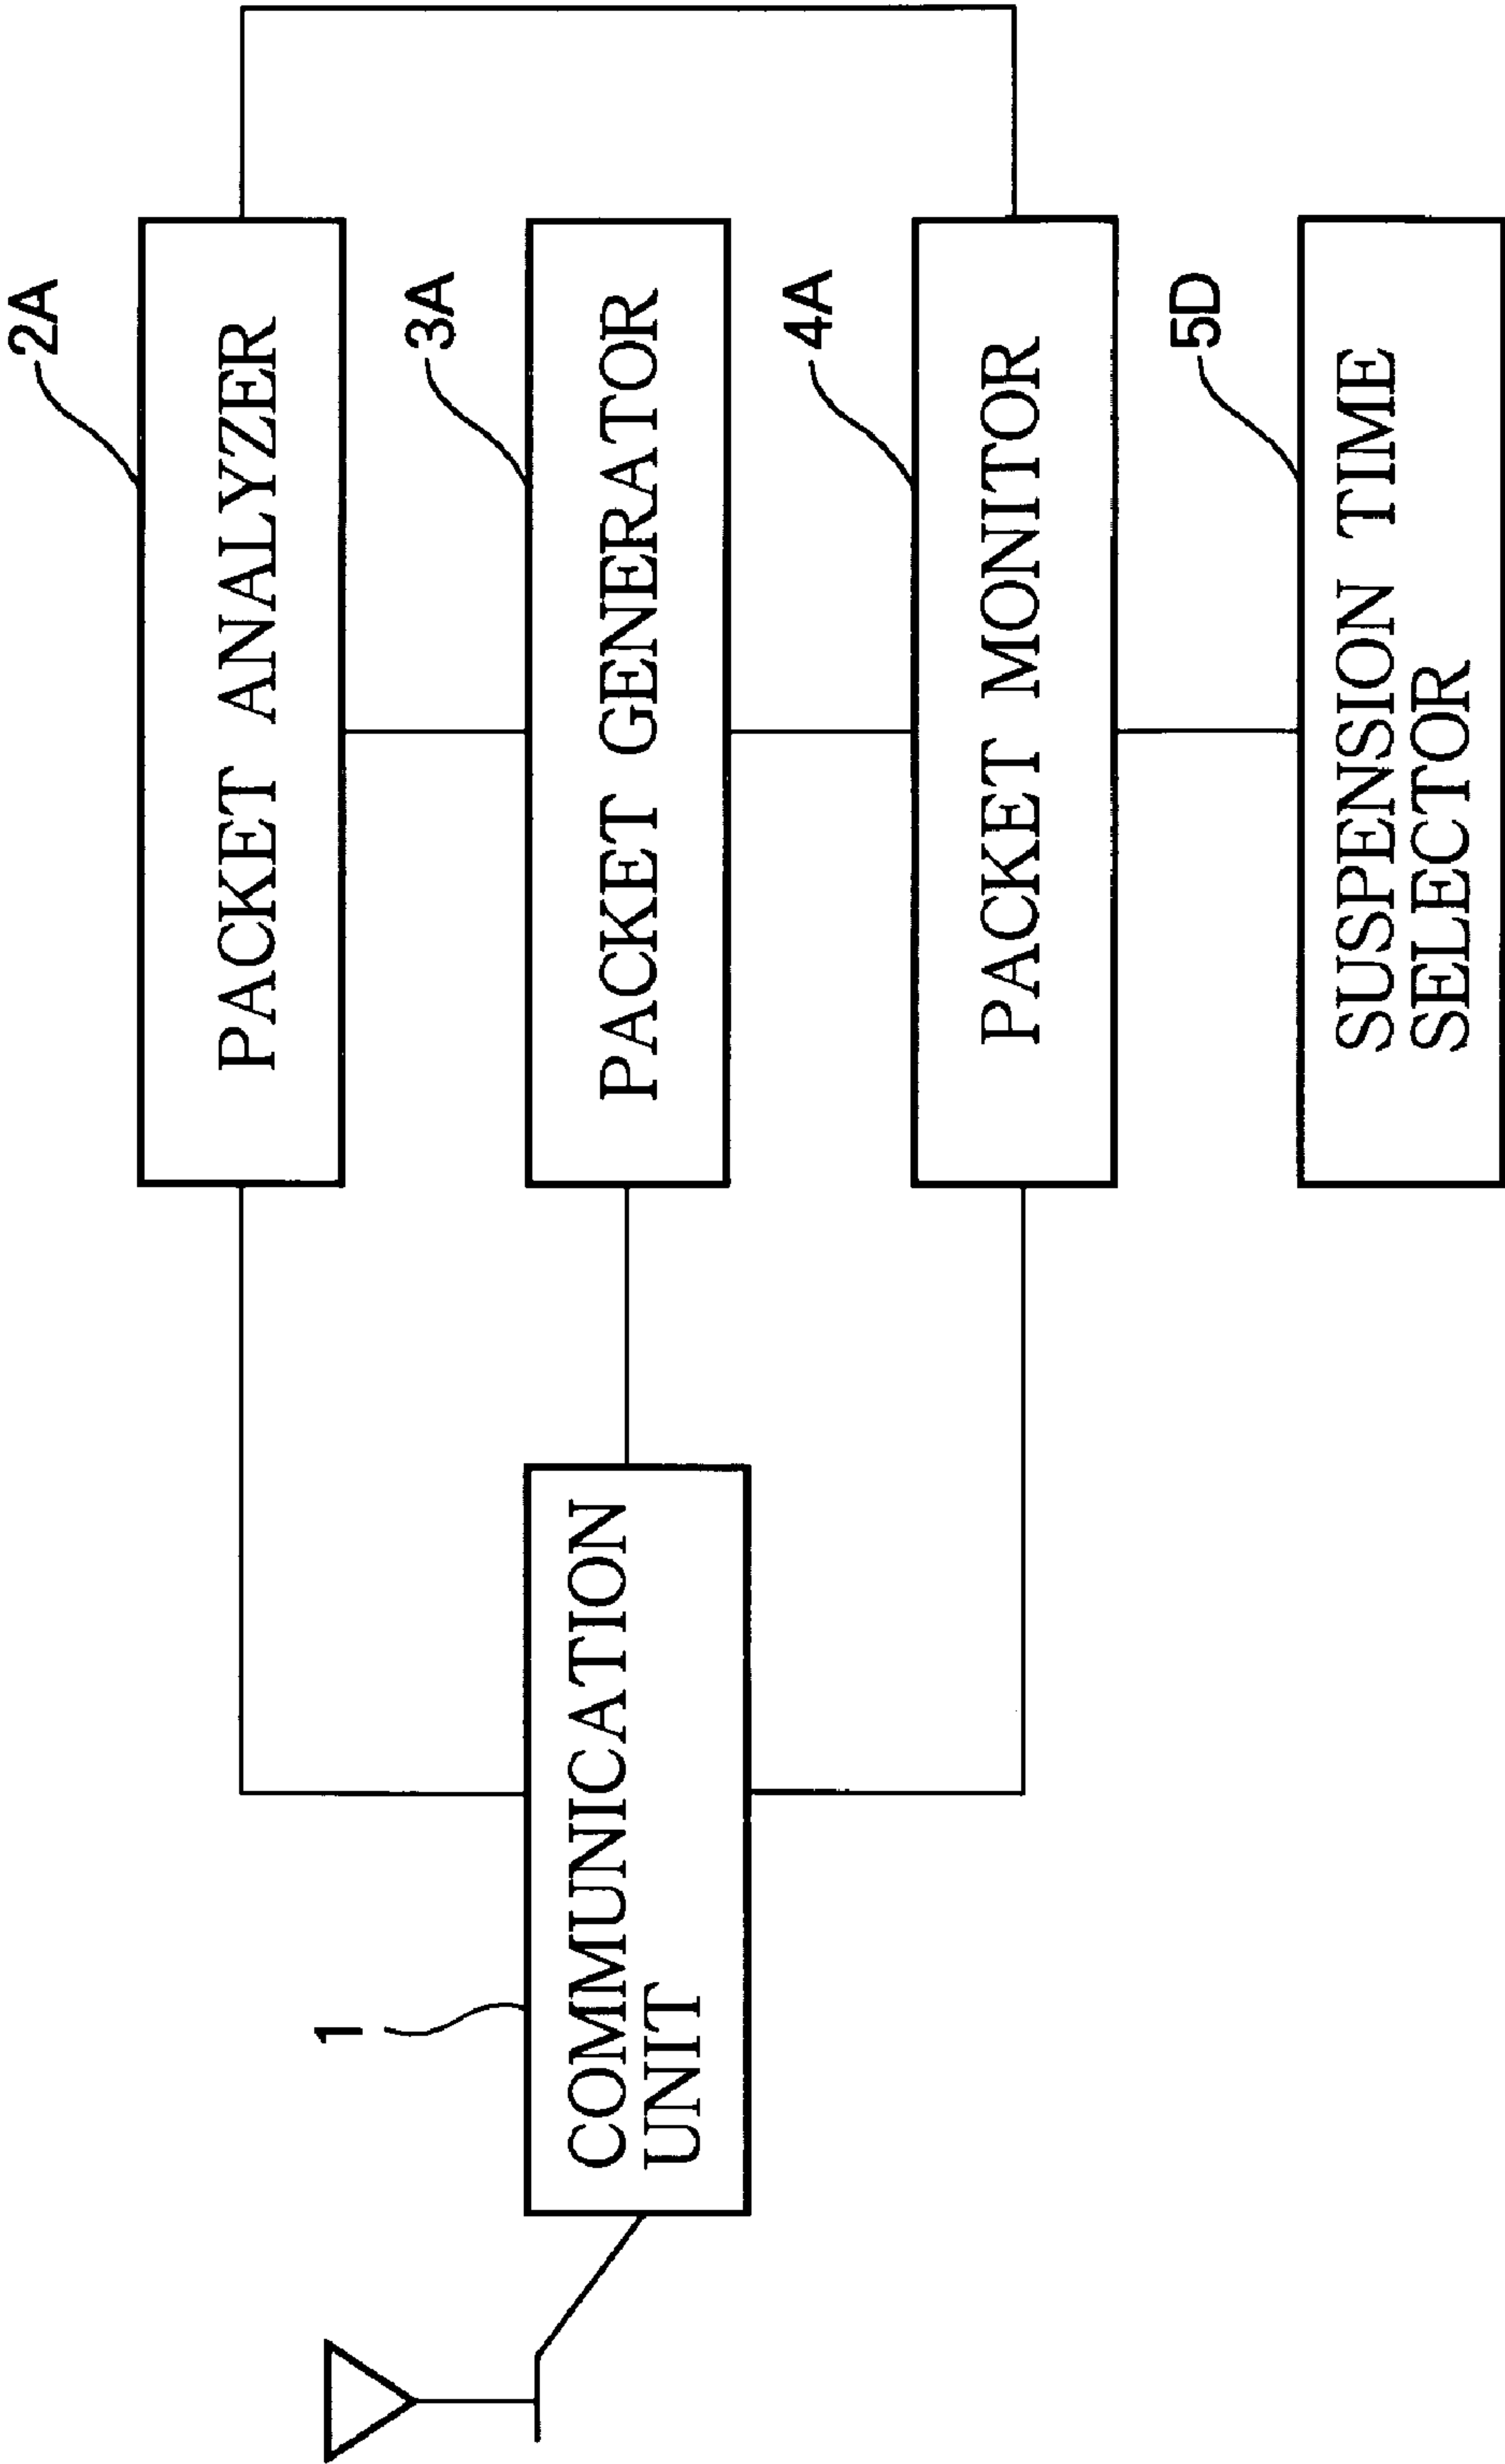 2A
PACKET ANALYZER
3A
PACKET GENERATOR
4A
PACKET MONITOR
5D
SUSPENSION TIME
SELECTOR
1
COMMUNICATION
UNIT